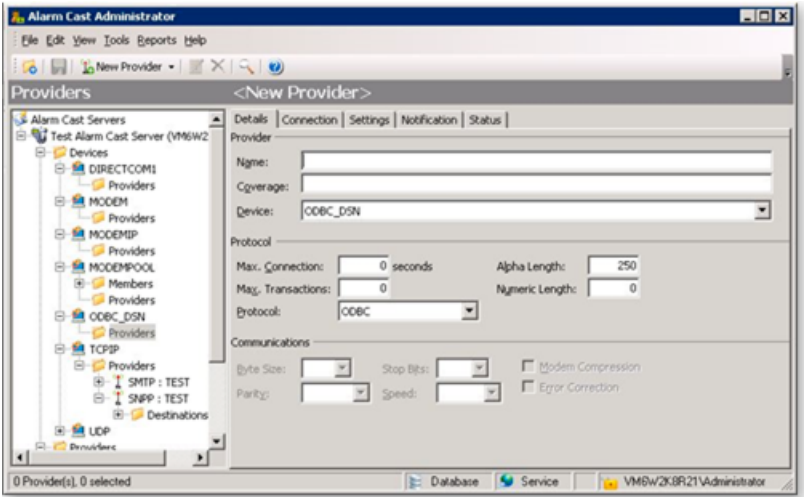 Alarm Cast Administrator
File Edit View Tools Reports Help
New Provider
Providers
<New Provider>
Alarm Cast Servers
Test Alarm Cast Server (VM6W2
Devices
DIRECTCOM1
Providers
MODEM
Providers
MODEMIP
Providers
MODEMPOOL
Members
Providers
ODBC_DSN
Providers
TCPIP
Providers
SMTP : TEST
SNPP : TEST
Destinations
UDP
Providers
Details Connection Settings Notification Status
Provider
Name:
Coverage:
Device: ODBC_DSN
Protocol
Max. Connection: 0 seconds Alpha Length: 250
Max. Transactions: 0 Numeric Length: 0
Protocol: ODBC
Communications
Byte Size: Stop Bits: Modem Compression
Parity: Speed: Error Correction
0 Provider(s), 0 selected Database Service VM6W2K8R21\Administrator